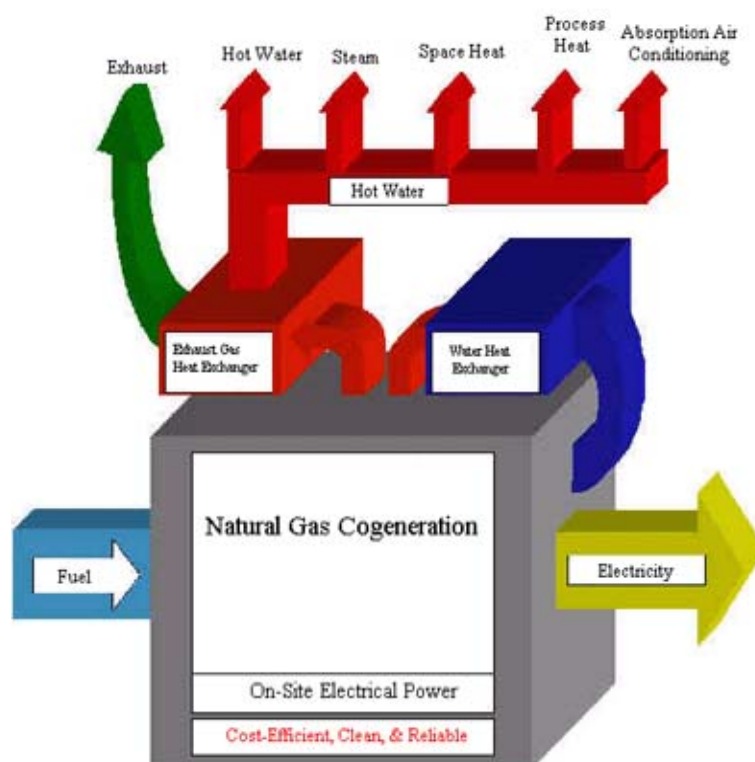 Exhaust
Hot Water
Steam
Space Heat
Process
Heat
Absorption Air
Conditioning
Hot Water
Exhaust Gas
Heat Exchanger
Water Heat
Exchanger
Natural Gas Cogeneration
Fuel
Electricity
On-Site Electrical Power
Cost-Efficient, Clean, & Reliable